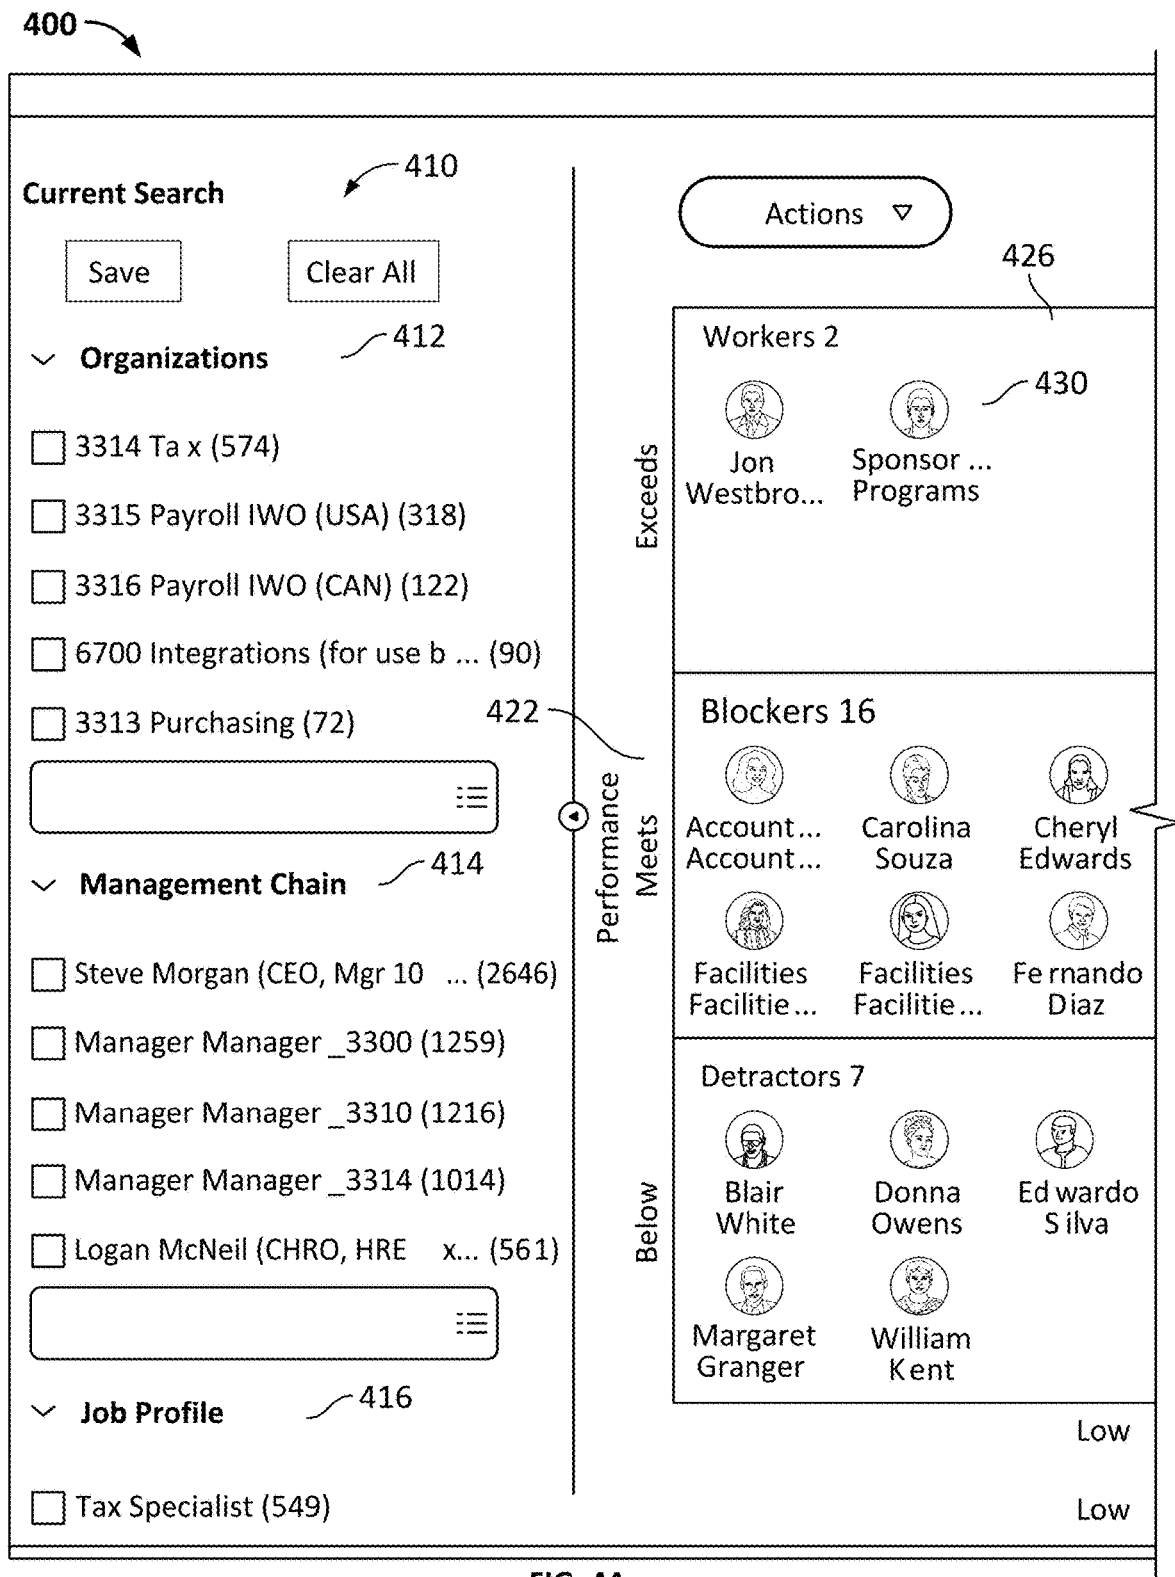 400
410
Current Search
Save
Clear All
412
Organizations
3314 Ta x (574)
3315 Payroll IWO (USA) (318)
3316 Payroll IWO (CAN) (122)
6700 Integrations (for use b ... (90)
3313 Purchasing (72)
414
Management Chain
Steve Morgan (CEO, Mgr 10 ... (2646)
Manager Manager _3300 (1259)
Manager Manager _3310 (1216)
Manager Manager _3314 (1014)
Logan McNeil (CHRO, HRE x... (561)
416
Job Profile
Tax Specialist (549)
Actions
426
422
Performance
Exceeds
Workers 2
430
Jon
Westbro...
Sponsor ...
Programs
Meets
Blockers 16
Account...
Account...
Carolina
Souza
Cheryl
Edwards
Facilities
Facilitie ...
Facilities
Facilitie ...
Fe rnando
Diaz
Below
Detractors 7
Blair
White
Donna
Owens
Ed wardo
S ilva
Margaret
Granger
William
Kent
Low
Low